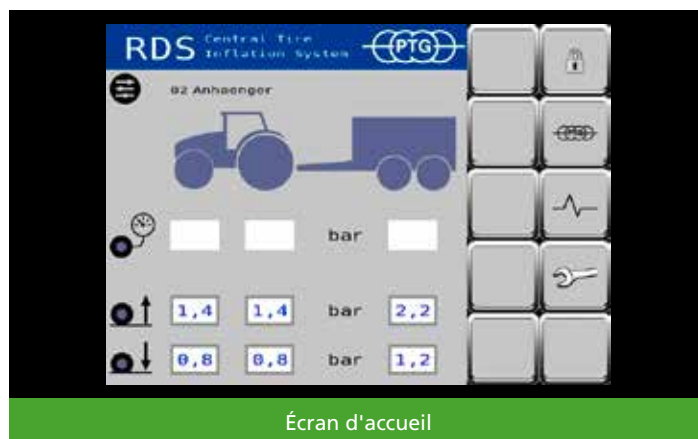 RDS Central Tire
Inflation System
PTG
02 Anhaenger
PTG
bar
1,4 1,4 bar 2,2
0,8 0,8 bar 1,2
Écran d'accueil